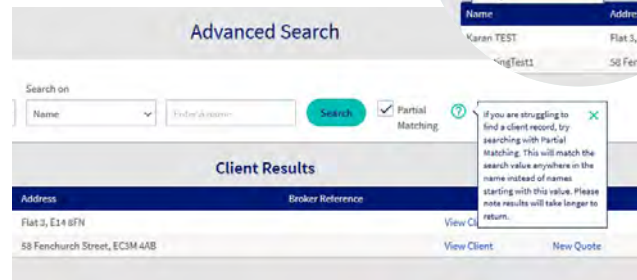 Name Addre
Karan TEST Flat 3,
ingTest1 58 Fen
Advanced Search
Search on
Name Enter a name Search Partial
Matching
If you are struggling to
find a client record, try
searching with Partial
Matching. This will match the
search value anywhere in the
name instead of names
starting with this value. Please
note results will take longer to
return.
Client Results
Address Broker Reference
Flat 3, E14 8FN View Cl
58 Fenchurch Street, EC3M 4AB View Client New Quote